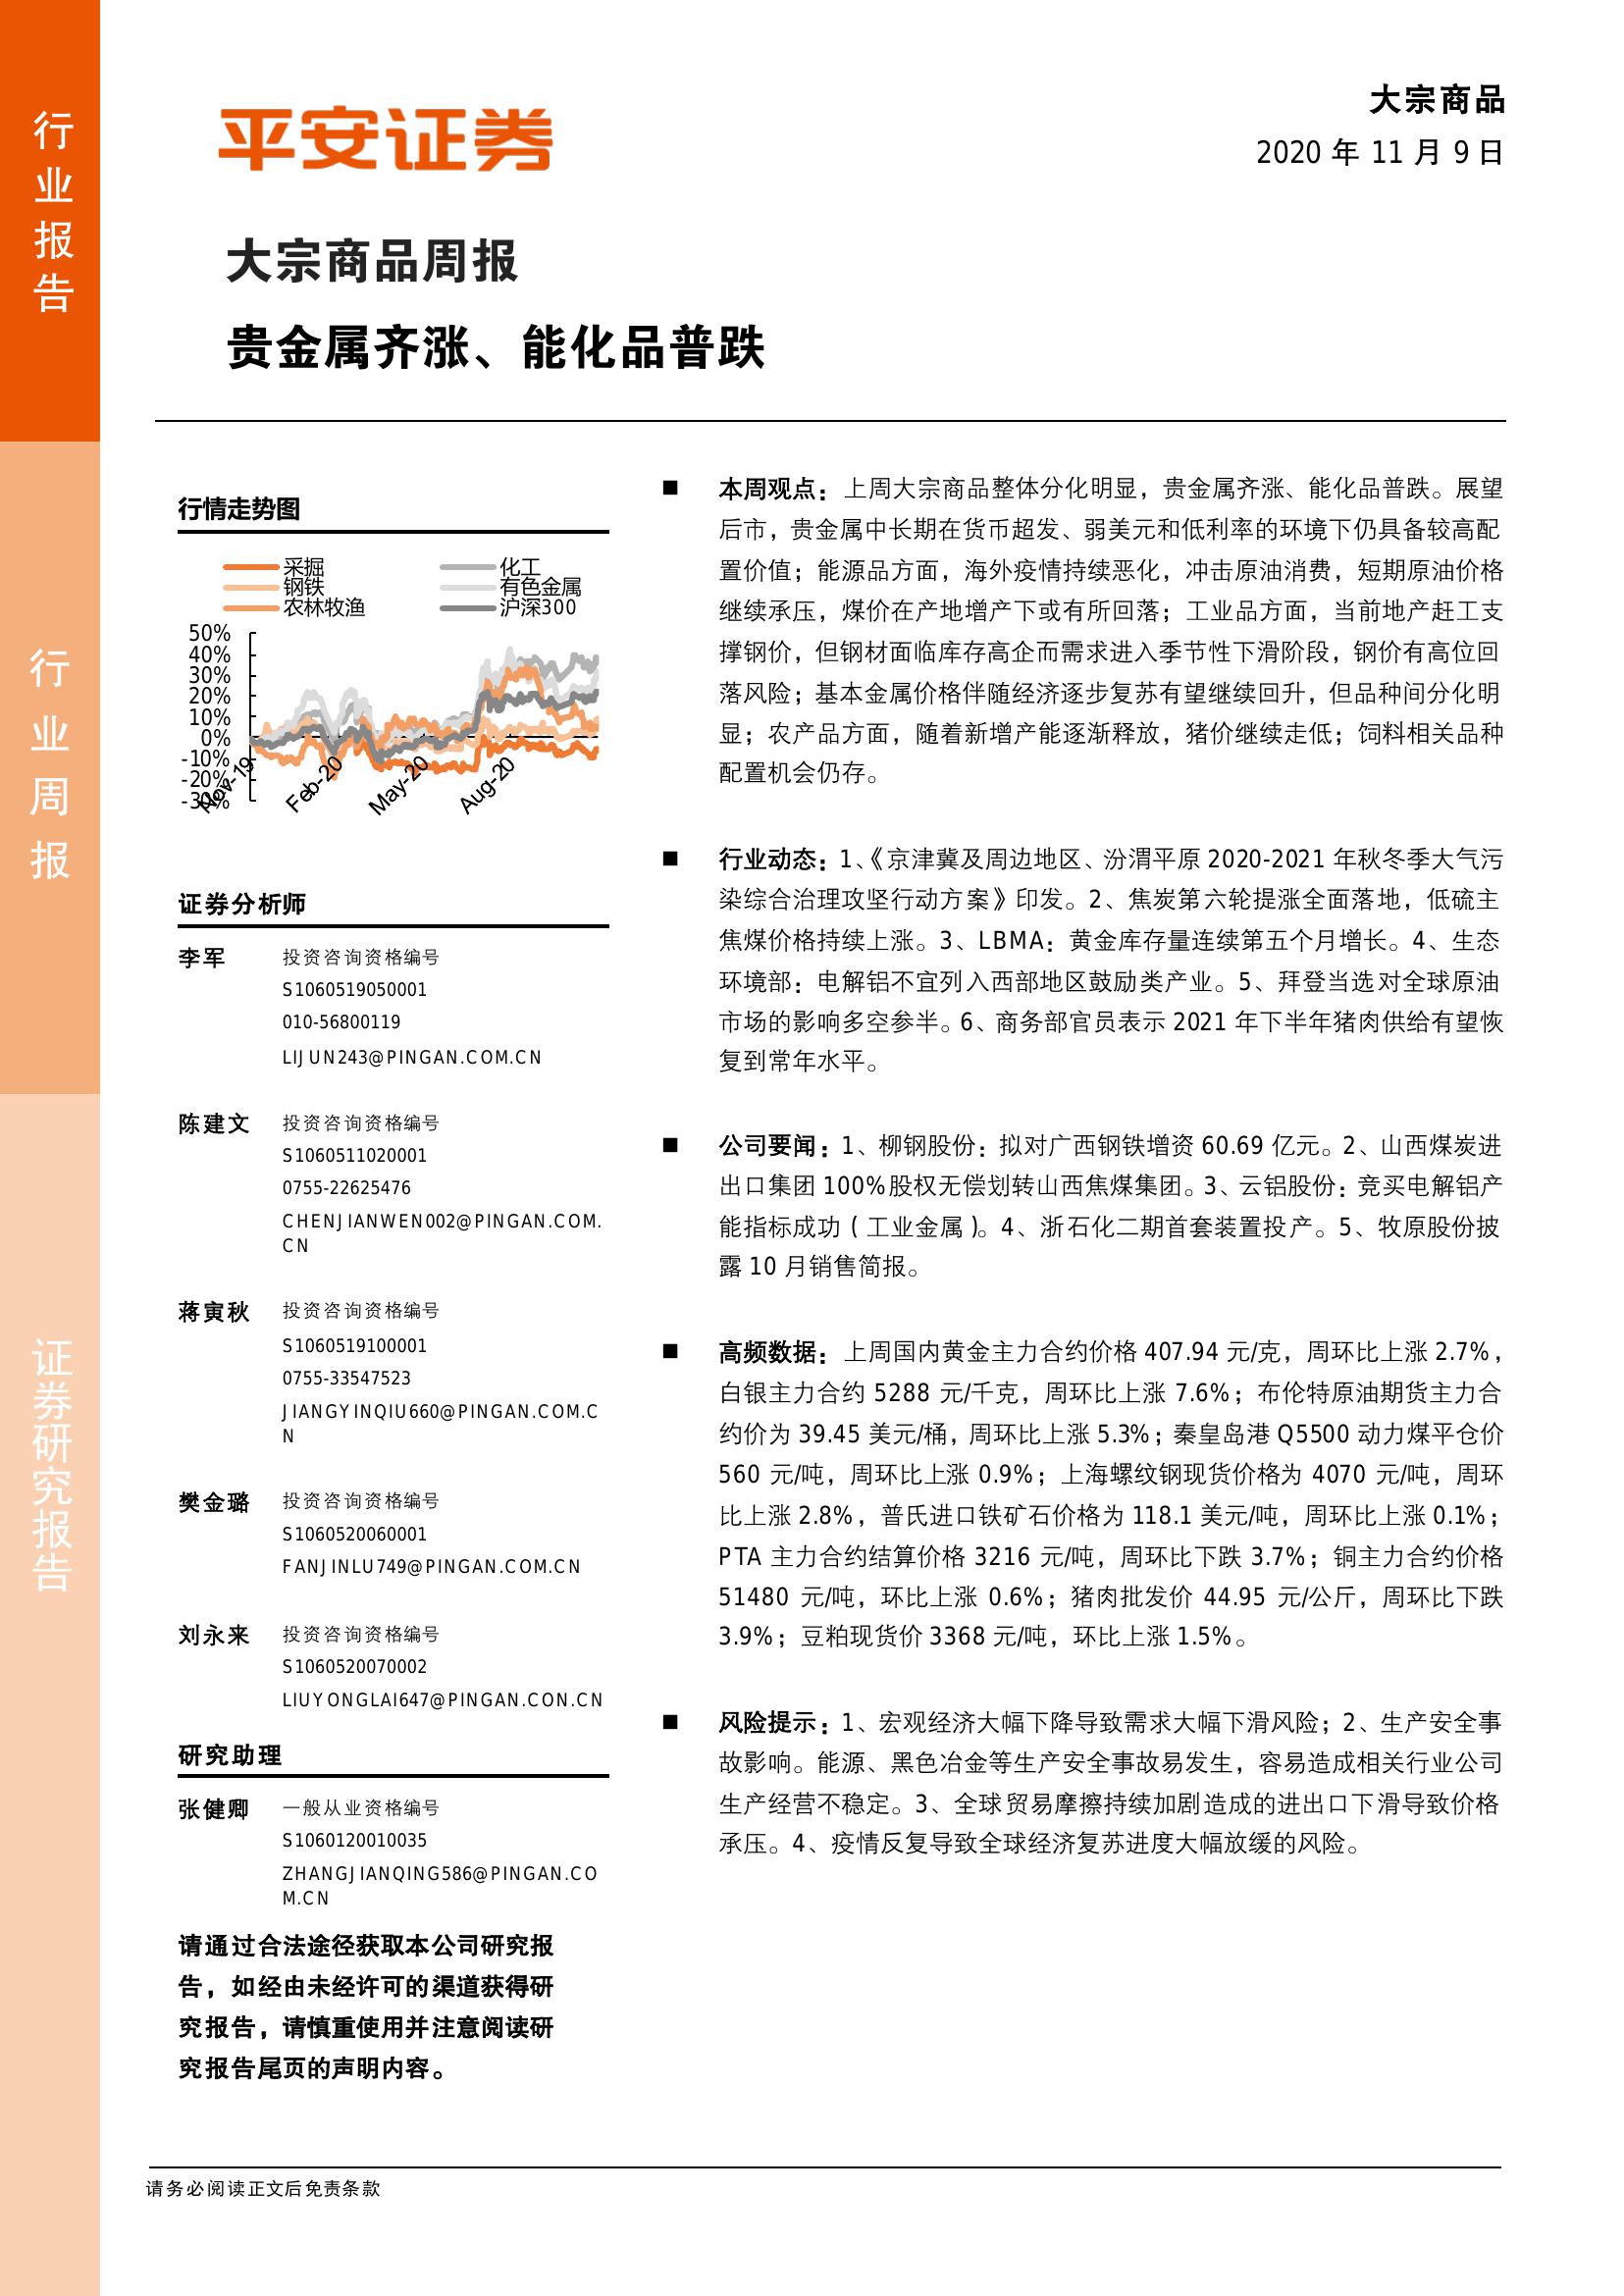 行业报告
行业周报
证券研究报告
平安证券
大宗商品
2020 年 11 月 9 日
大宗商品周报
贵金属齐涨、能化品普跌
行情走势图
采掘 化工
钢铁 有色金属
农林牧渔 沪深300
50%
40%
30%
20%
10%
0%
-10%
-20%
-30%
Nov-19 Feb-20 May-20 Aug-20
证券分析师
李军 投资咨询资格编号
S1060519050001
010-56800119
LIJUN243@PINGAN.COM.CN
陈建文 投资咨询资格编号
S1060511020001
0755-22625476
CHENJIANWEN002@PINGAN.COM.
CN
蒋寅秋 投资咨询资格编号
S1060519100001
0755-33547523
JIANGYINQIU660@PINGAN.COM.C
N
樊金璐 投资咨询资格编号
S1060520060001
FANJINLU749@PINGAN.COM.CN
刘永来 投资咨询资格编号
S1060520070002
LIUYONGLAI647@PINGAN.CON.CN
研究助理
张健卿 一般从业资格编号
S1060120010035
ZHANGJIANQING586@PINGAN.CO
M.CN
请通过合法途径获取本公司研究报
告，如经由未经许可的渠道获得研
究报告，请慎重使用并注意阅读研
究报告尾页的声明内容。
■ 本周观点：上周大宗商品整体分化明显，贵金属齐涨、能化品普跌。展望
后市，贵金属中长期在货币超发、弱美元和低利率的环境下仍具备较高配
置价值；能源品方面，海外疫情持续恶化，冲击原油消费，短期原油价格
继续承压，煤价在产地增产下或有所回落；工业品方面，当前地产赶工支
撑钢价，但钢材面临库存高企而需求进入季节性下滑阶段，钢价有高位回
落风险；基本金属价格伴随经济逐步复苏有望继续回升，但品种间分化明
显；农产品方面，随着新增产能逐渐释放，猪价继续走低；饲料相关品种
配置机会仍存。
■ 行业动态：1、《京津冀及周边地区、汾渭平原 2020-2021 年秋冬季大气污
染综合治理攻坚行动方案》印发。2、焦炭第六轮提涨全面落地，低硫主
焦煤价格持续上涨。3、LBMA：黄金库存量连续第五个月增长。4、生态
环境部：电解铝不宜列入西部地区鼓励类产业。5、拜登当选对全球原油
市场的影响多空参半。6、商务部官员表示 2021 年下半年猪肉供给有望恢
复到常年水平。
■ 公司要闻：1、柳钢股份：拟对广西钢铁增资 60.69 亿元。2、山西煤炭进
出口集团 100%股权无偿划转山西焦煤集团。3、云铝股份：竞买电解铝产
能指标成功（工业金属）。4、浙石化二期首套装置投产。5、牧原股份披
露 10 月销售简报。
■ 高频数据：上周国内黄金主力合约价格 407.94 元/克，周环比上涨 2.7%，
白银主力合约 5288 元/千克，周环比上涨 7.6%；布伦特原油期货主力合
约价为 39.45 美元/桶，周环比上涨 5.3%；秦皇岛港 Q5500 动力煤平仓价
560 元/吨，周环比上涨 0.9%；上海螺纹钢现货价格为 4070 元/吨，周环
比上涨 2.8%，普氏进口铁矿石价格为 118.1 美元/吨，周环比上涨 0.1%；
PTA 主力合约结算价格 3216 元/吨，周环比下跌 3.7%；铜主力合约价格
51480 元/吨，环比上涨 0.6%；猪肉批发价 44.95 元/公斤，周环比下跌
3.9%；豆粕现货价 3368 元/吨，环比上涨 1.5%。
■ 风险提示：1、宏观经济大幅下降导致需求大幅下滑风险；2、生产安全事
故影响。能源、黑色冶金等生产安全事故易发生，容易造成相关行业公司
生产经营不稳定。3、全球贸易摩擦持续加剧造成的进出口下滑导致价格
承压。4、疫情反复导致全球经济复苏进度大幅放缓的风险。
请务必阅读正文后免责条款